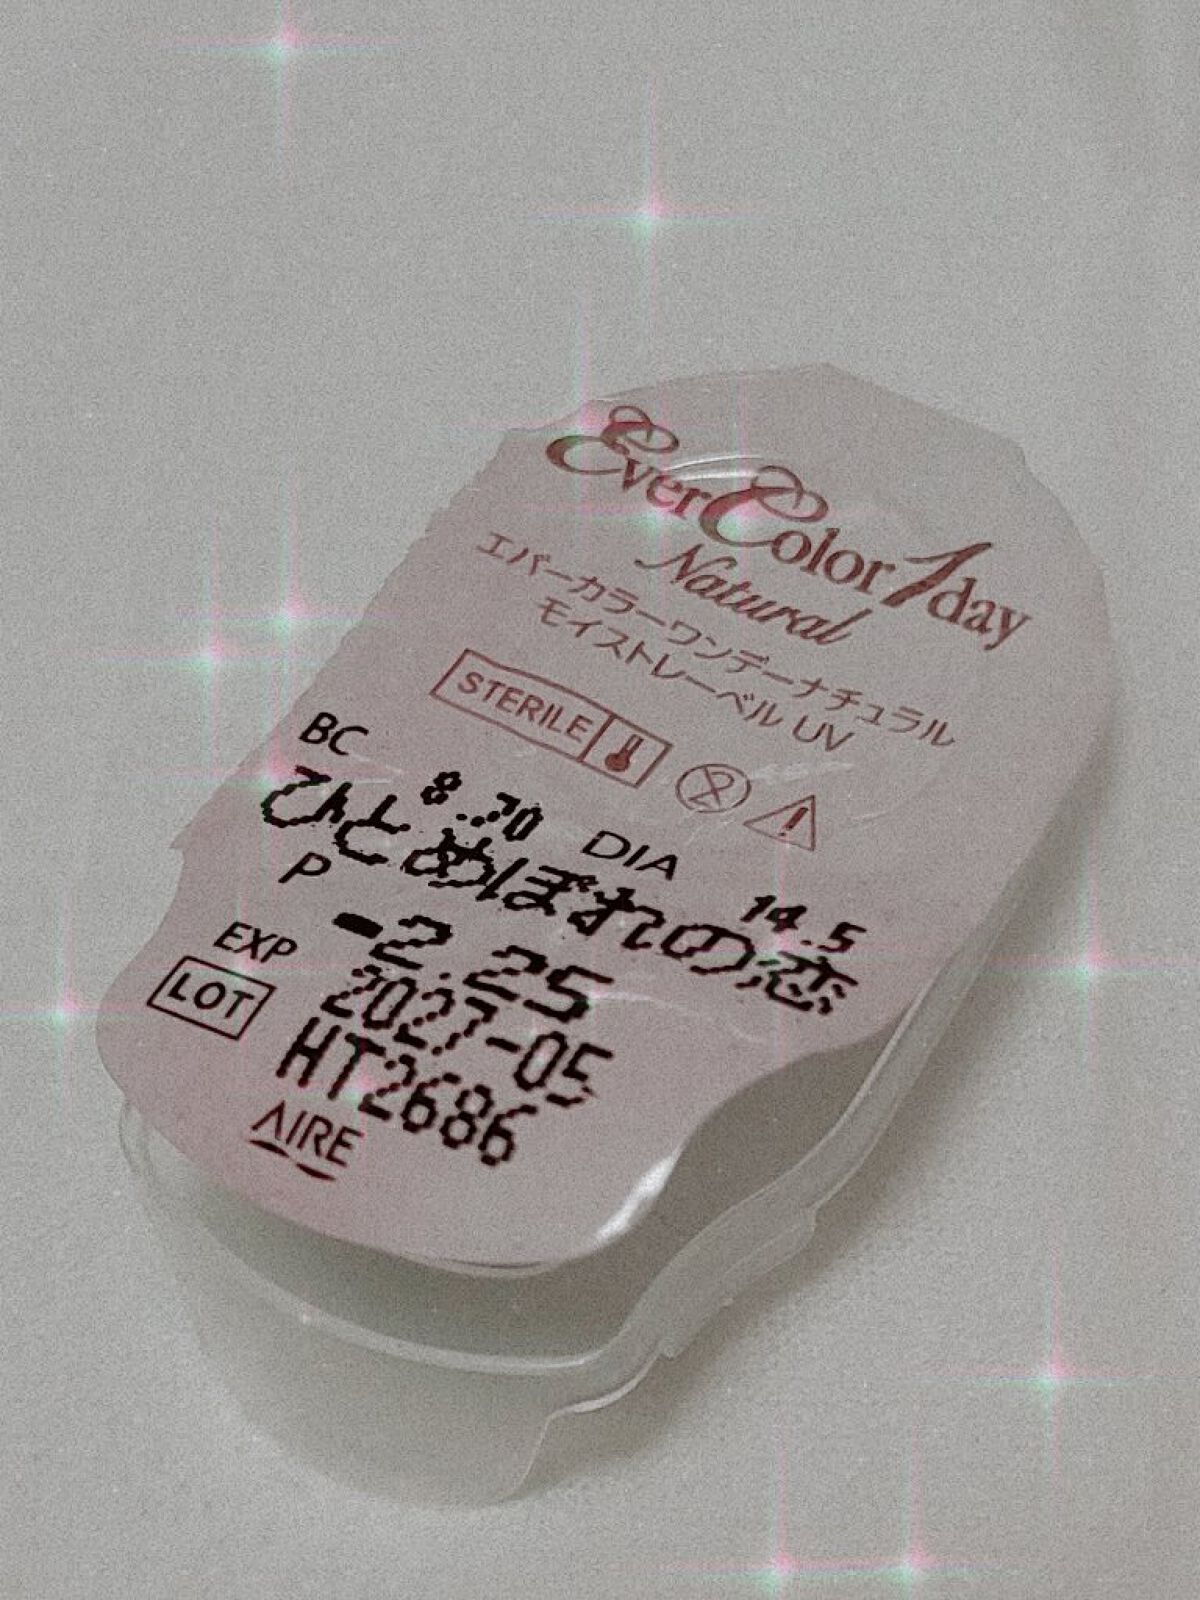 EverColor1day
Natural
エバーカラーワンデーナチュラル
モイストレーベル UV
STERILE
BC 8.70 DIA 14.5
ひとめぼれの恋
P -2.25
EXP 2027-05
LOT HT2686
AIRE